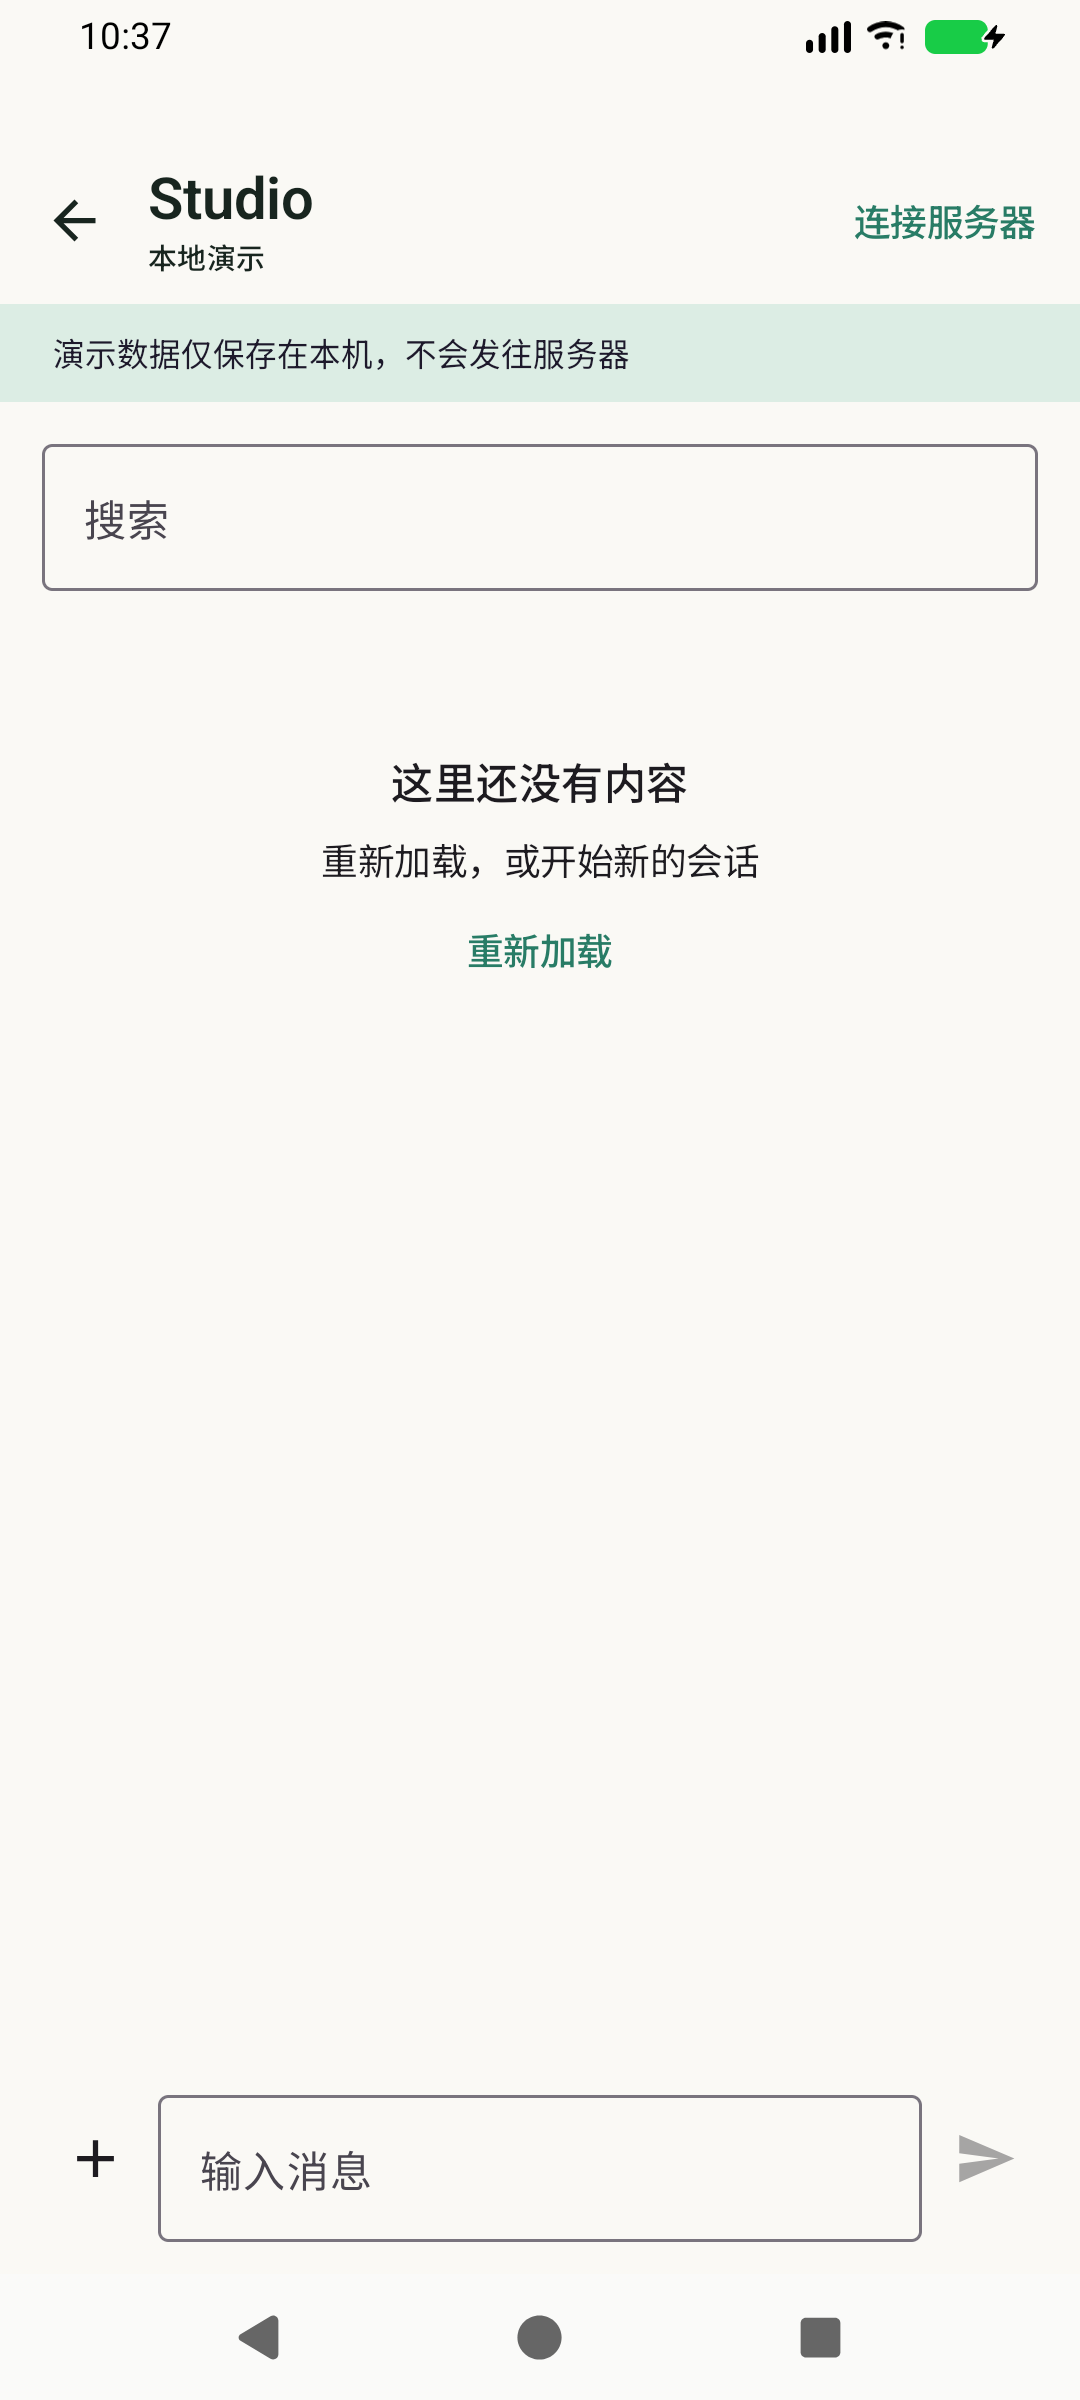 10:37
Studio
本地演示
连接服务器
演示数据仅保存在本机，不会发往服务器
搜索
这里还没有内容
重新加载，或开始新的会话
重新加载
输入消息